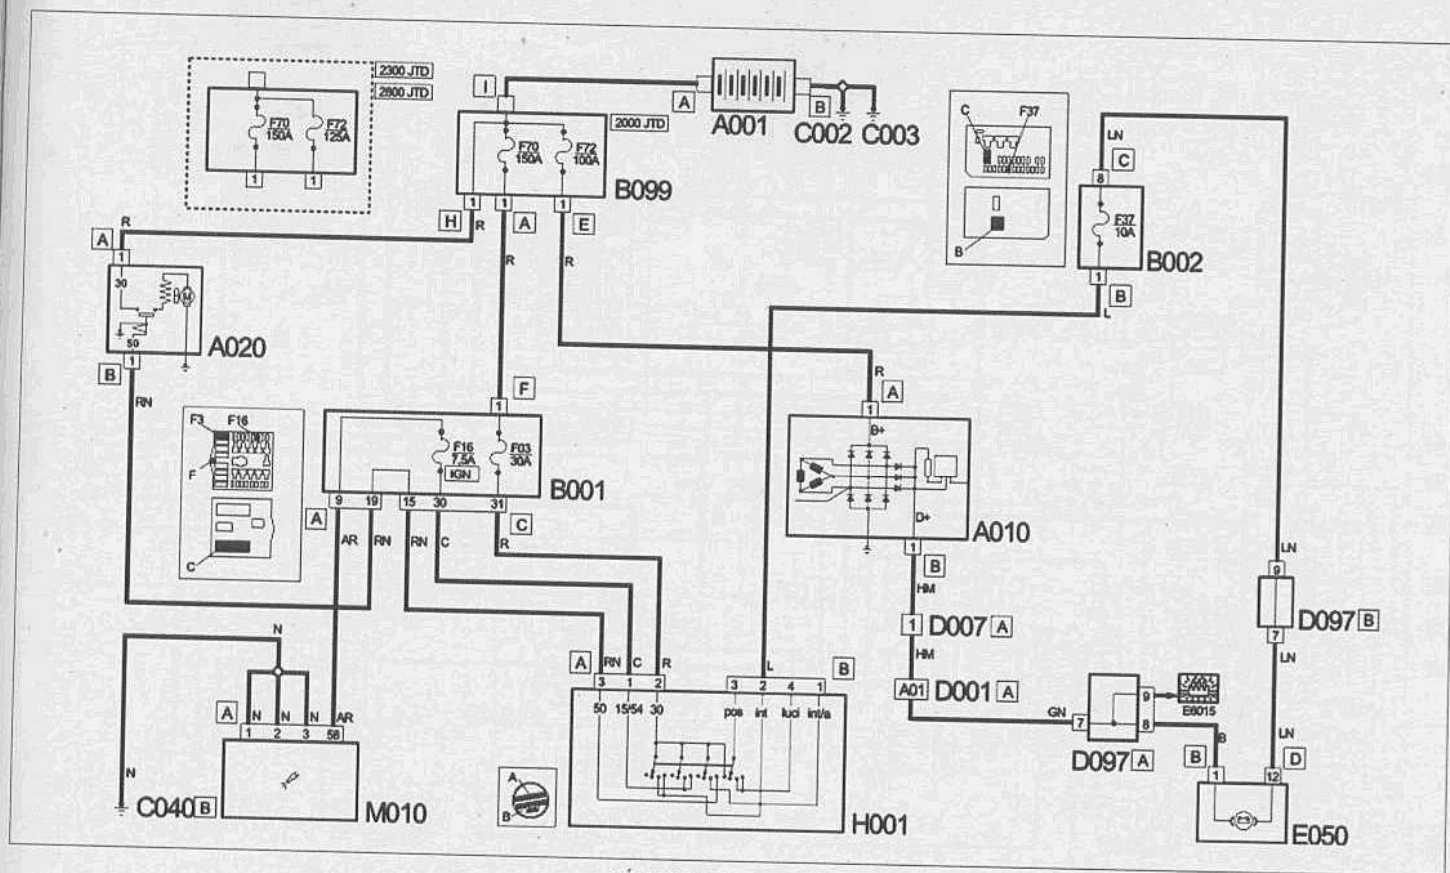 2300 JTD
2800 JTD
F70
150A
F72
125A
1
1
I
A
A001
B
C002
C003
2000 JTD
F70
150A
F72
100A
B099
H
1
R
1
A
1
E
R
R
C
F37
B
LN
C
8
F37
10A
B002
1
B
L
R
A
1
30
M
50
A020
1
B
RN
F3
F16
F
C
F
1
F16
7.5A
IGN
F03
30A
B001
9
19
15
30
31
A
C
AR
RN
RN
C
R
R
A
1
B+
D+
A010
1
B
HM
1
D007
A
HM
A01
D001
A
GN
7
9
8
E6015
D097
A
B
LN
9
D097
B
7
LN
LN
B
1
12
D
E050
N
A
N
N
N
AR
1
2
3
58
N
C040
B
M010
A
RN
C
R
3
1
2
50
15/54
30
L
B
3
2
4
1
pos
int
luci
int/a
A
B
H001